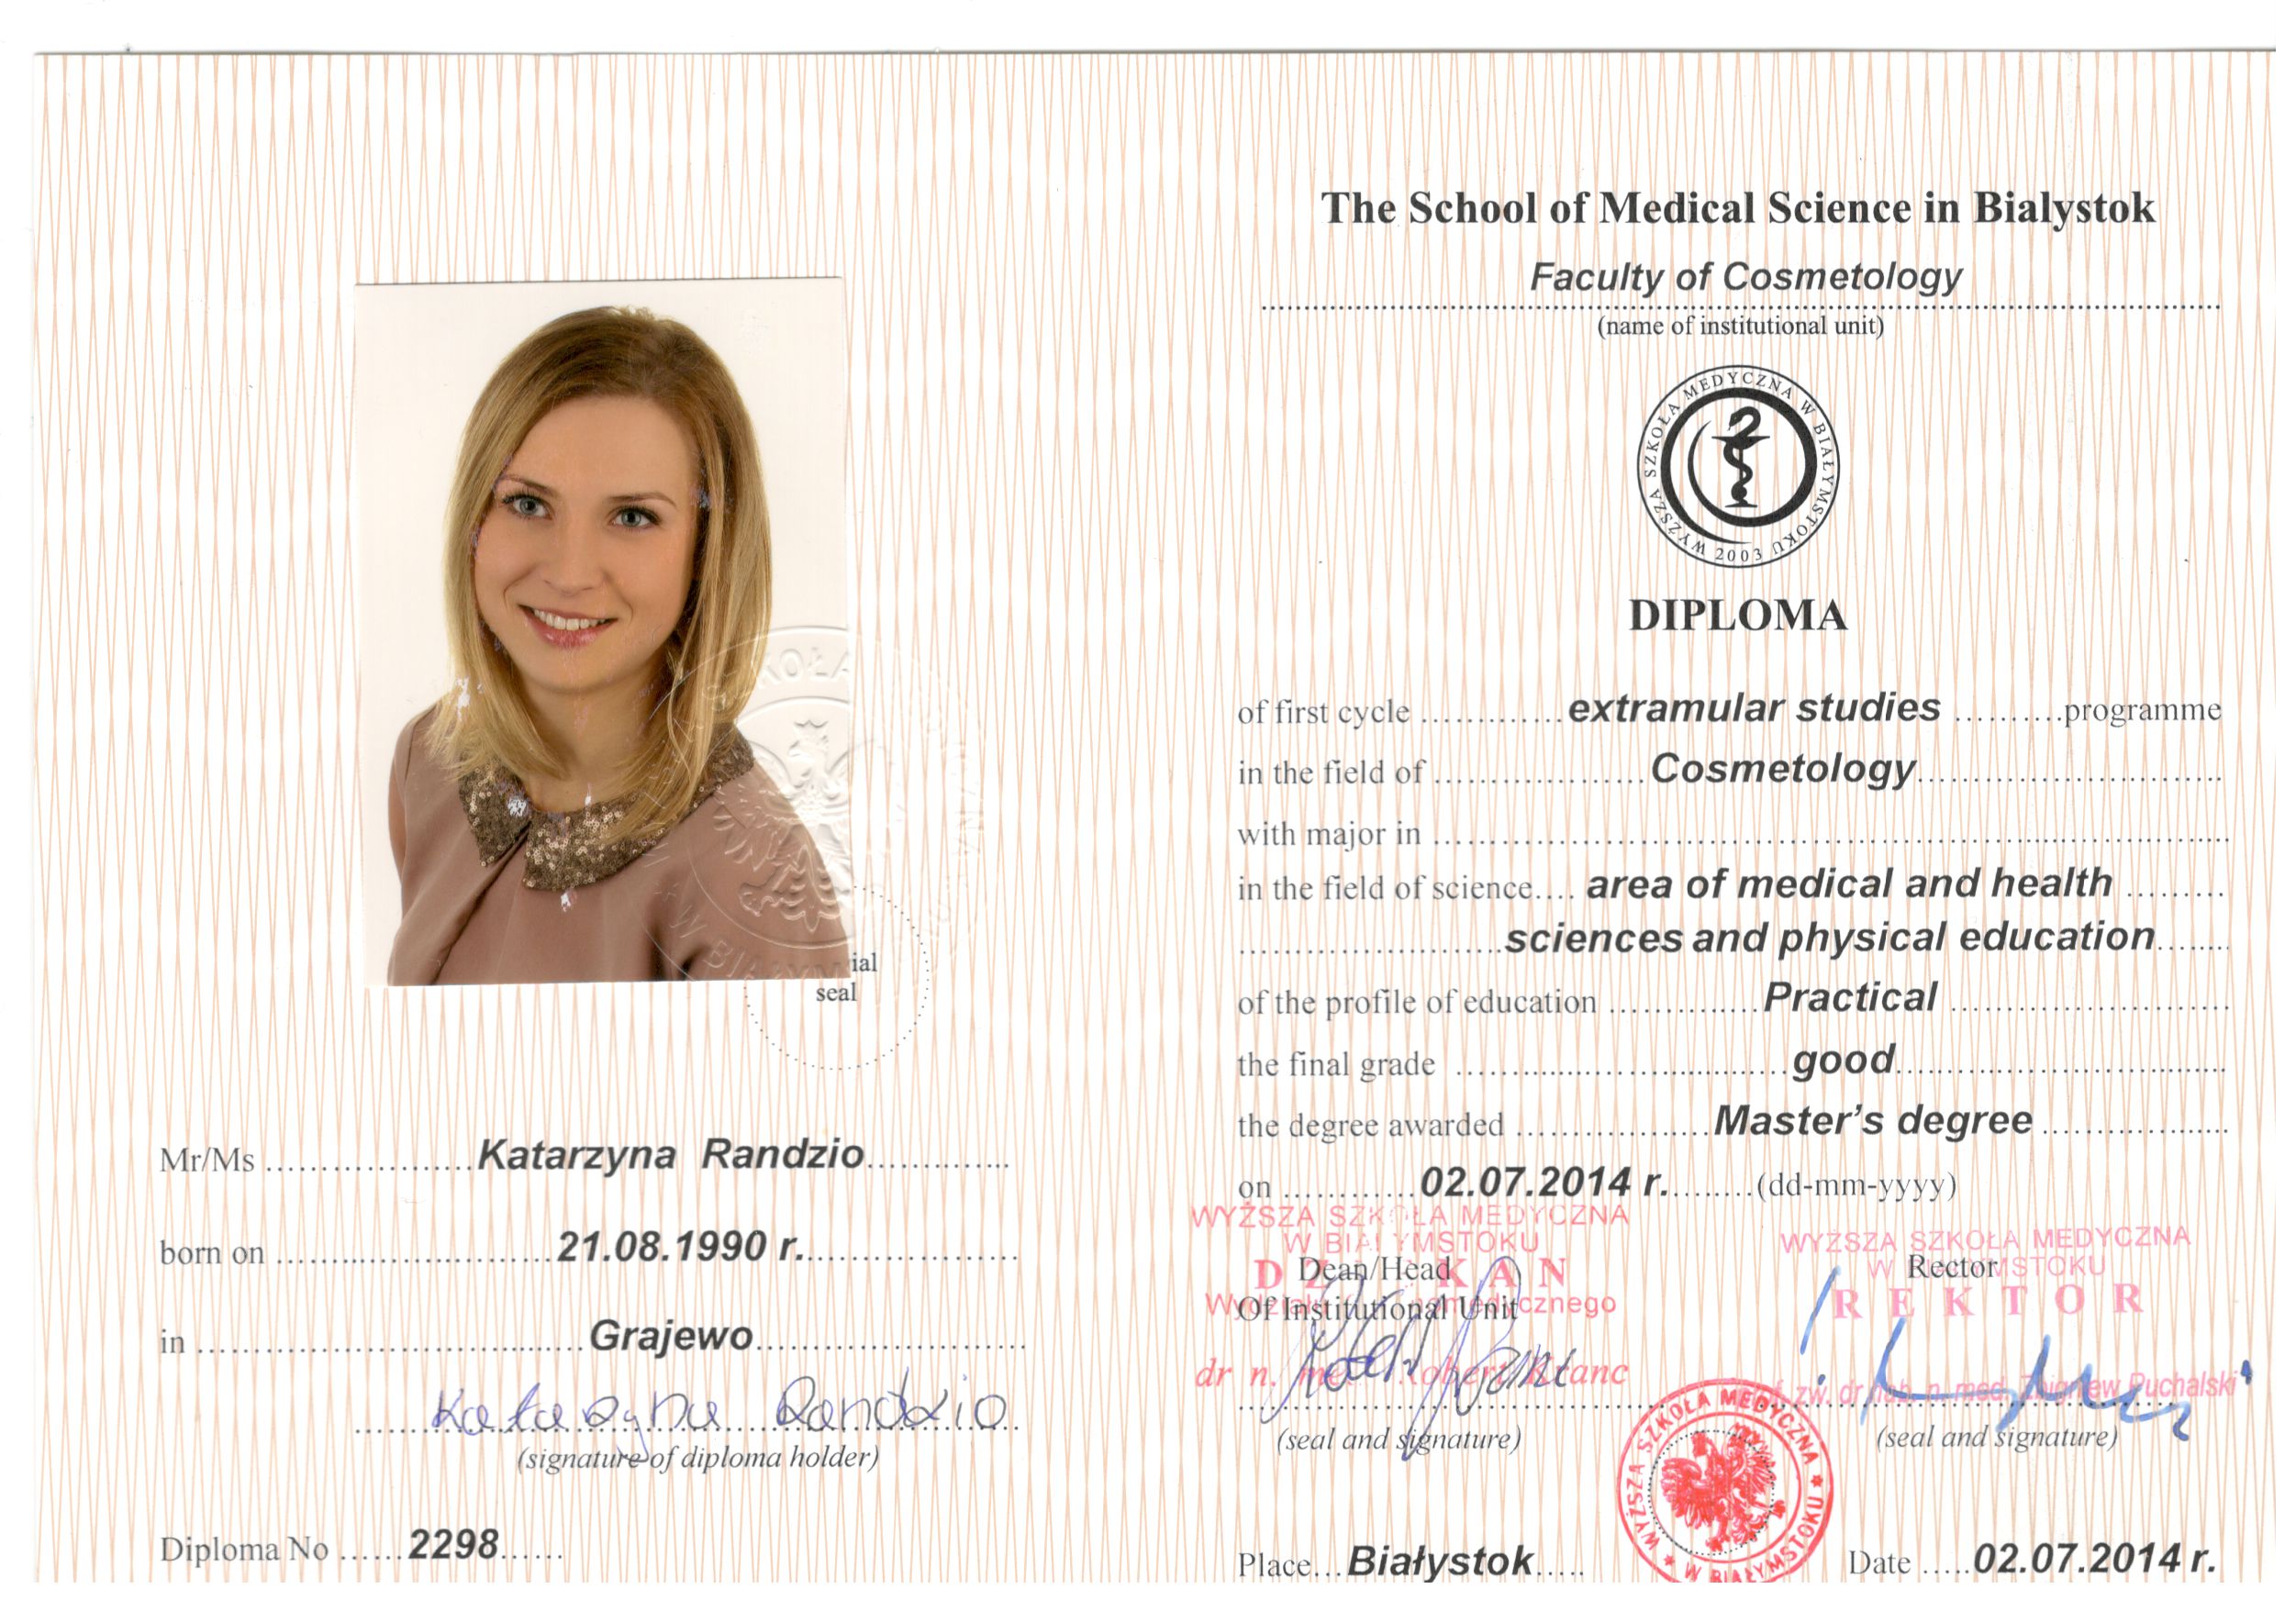 ial
seal
Mr/Ms Katarzyna Randzio
born on 21.08.1990 r.
in Grajewo
Katarzyna Randzio
(signature of diploma holder)
Diploma No 2298
The School of Medical Science in Bialystok
Faculty of Cosmetology
(name of institutional unit)
WYŻSZA SZKOŁA MEDYCZNA W BIAŁYMSTOKU
2003
DIPLOMA
of first cycle extramular studies programme
in the field of Cosmetology
with major in
in the field of science area of medical and health
sciences and physical education
of the profile of education Practical
the final grade good
the degree awarded Master's degree
on 02.07.2014 r. (dd-mm-yyyy)
WYŻSZA SZKOŁA MEDYCZNA
W BIAŁYMSTOKU
DZIEKAN
Dean/Head
Of Institutional Unit
dr n. med. Robert
(seal and signature)
WYŻSZA SZKOŁA MEDYCZNA
W BIAŁYMSTOKU
Rector
REKTOR
zw. dr hab. n. med. Zbigniew Puchalski
(seal and signature)
WYŻSZA SZKOŁA MEDYCZNA W BIAŁYMSTOKU
Place Białystok
Date 02.07.2014 r.